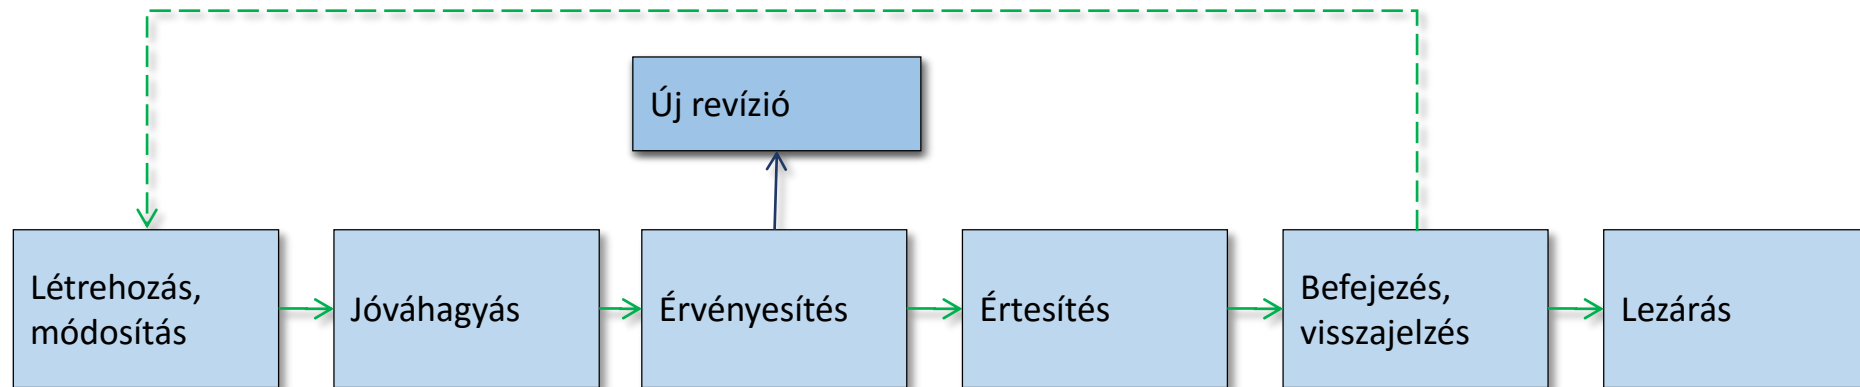 Új revízió
Létrehozás,
módosítás
Jóváhagyás
Érvényesítés
Értesítés
Befejezés,
visszajelzés
Lezárás